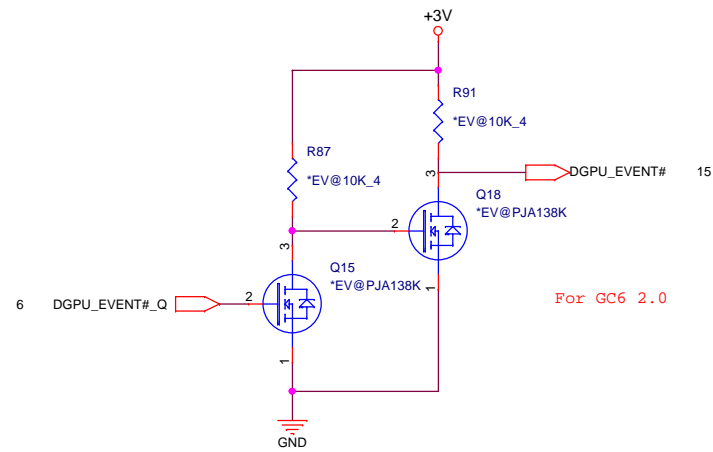 +3V
R91
*EV@10K_4
R87
*EV@10K_4
3
DGPU_EVENT# 15
Q18
*EV@PJA138K
2
3
Q15
*EV@PJA138K
1
6 DGPU_EVENT#_Q 2
For GC6 2.0
1
GND